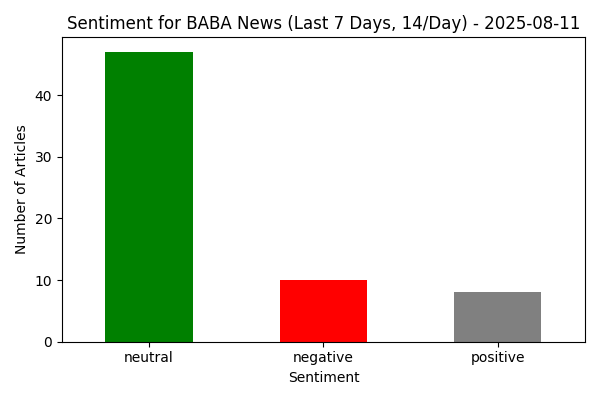 Sentiment for BABA News (Last 7 Days, 14/Day) - 2025-08-11
Number of Articles
40
30
20
10
0
neutral
negative
positive
Sentiment